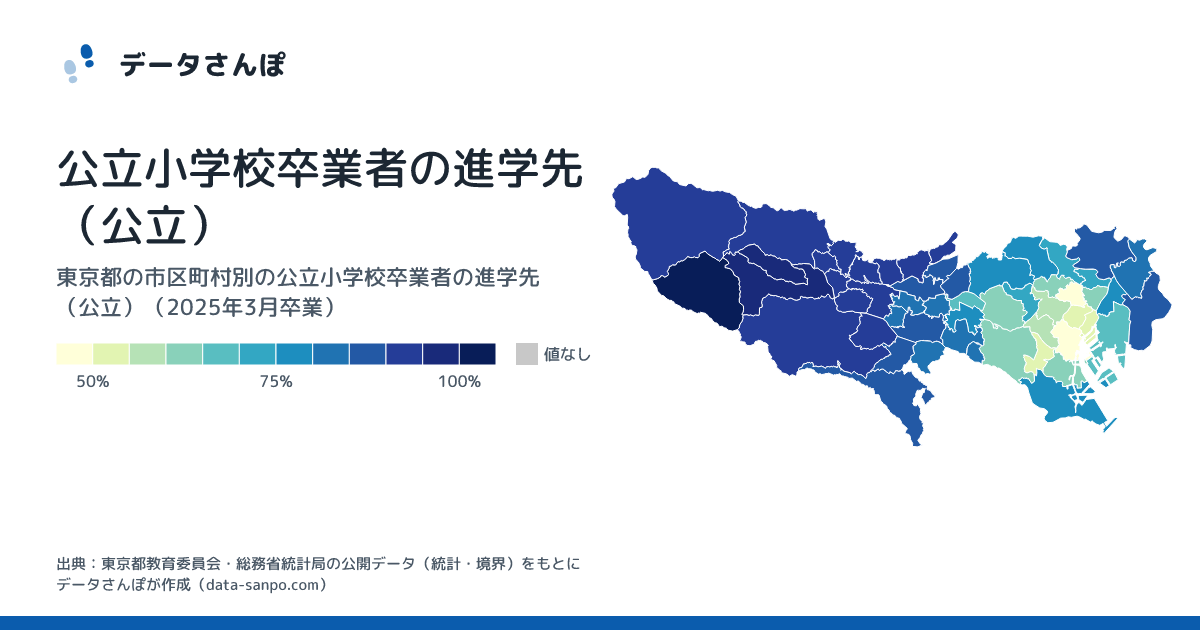 データさんぽ
公立小学校卒業者の進学先
（公立）
東京都の市区町村別の公立小学校卒業者の進学先
（公立）（2025年3月卒業）
値なし
50% 75% 100%
出典：東京都教育委員会・総務省統計局の公開データ（統計・境界）をもとに
データさんぽが作成（data-sanpo.com）